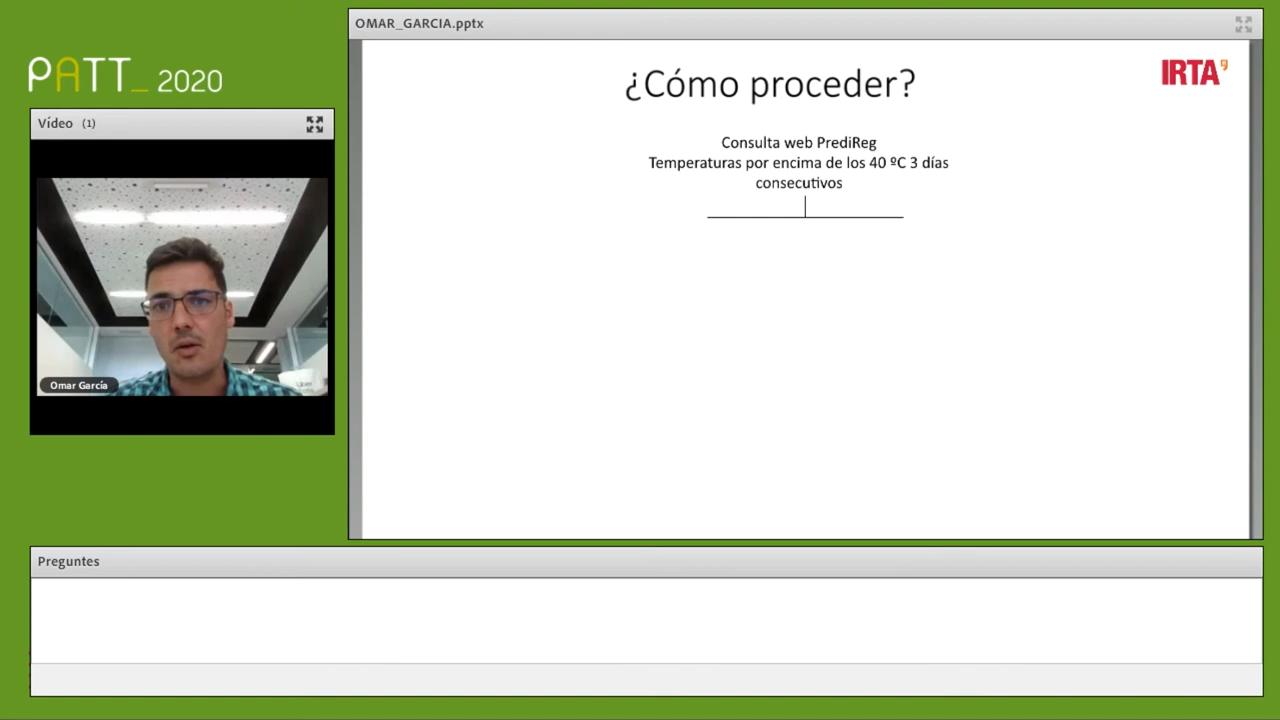 OMAR_GARCIA.pptx
PATT_ 2020
¿Cómo proceder?
IRTA
Vídeo (1)
Consulta web PrediReg
Temperaturas por encima de los 40 ºC 3 días
consecutivos
Omar García
Preguntes